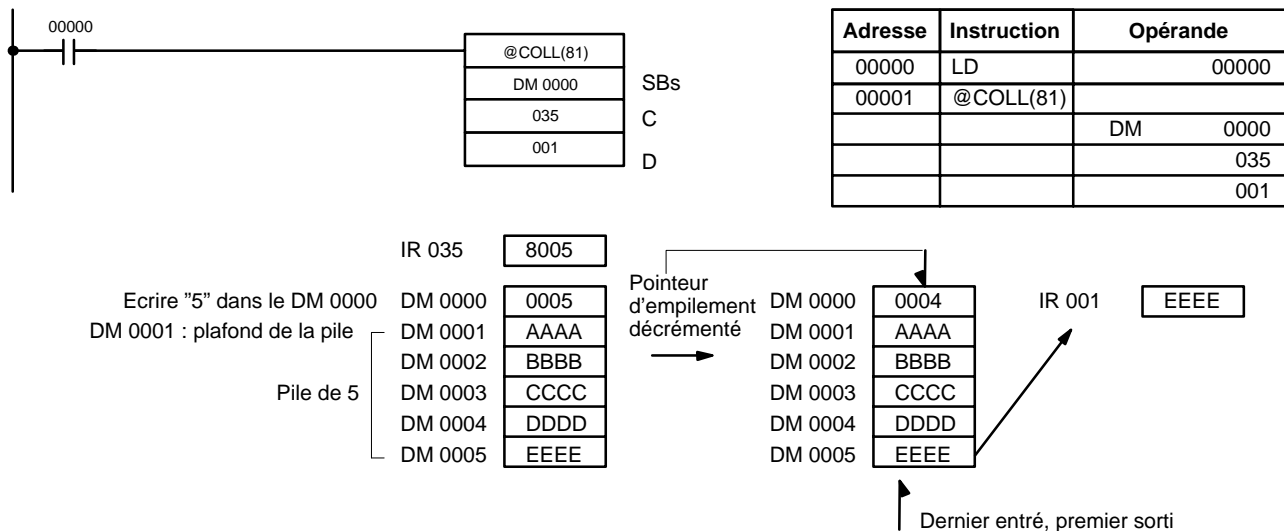 00000
@COLL(81)
DM 0000 SBs
035 C
001 D
Adresse Instruction Opérande
00000 LD 00000
00001 @COLL(81)
DM 0000
035
001
IR 035 8005
Ecrire ”5” dans le DM 0000 DM 0000 0005
DM 0001 : plafond de la pile DM 0001 AAAA
DM 0002 BBBB
Pile de 5 DM 0003 CCCC
DM 0004 DDDD
DM 0005 EEEE
Pointeur
d’empilement
décrémenté
DM 0000 0004
DM 0001 AAAA
DM 0002 BBBB
DM 0003 CCCC
DM 0004 DDDD
DM 0005 EEEE
IR 001 EEEE
Dernier entré, premier sorti